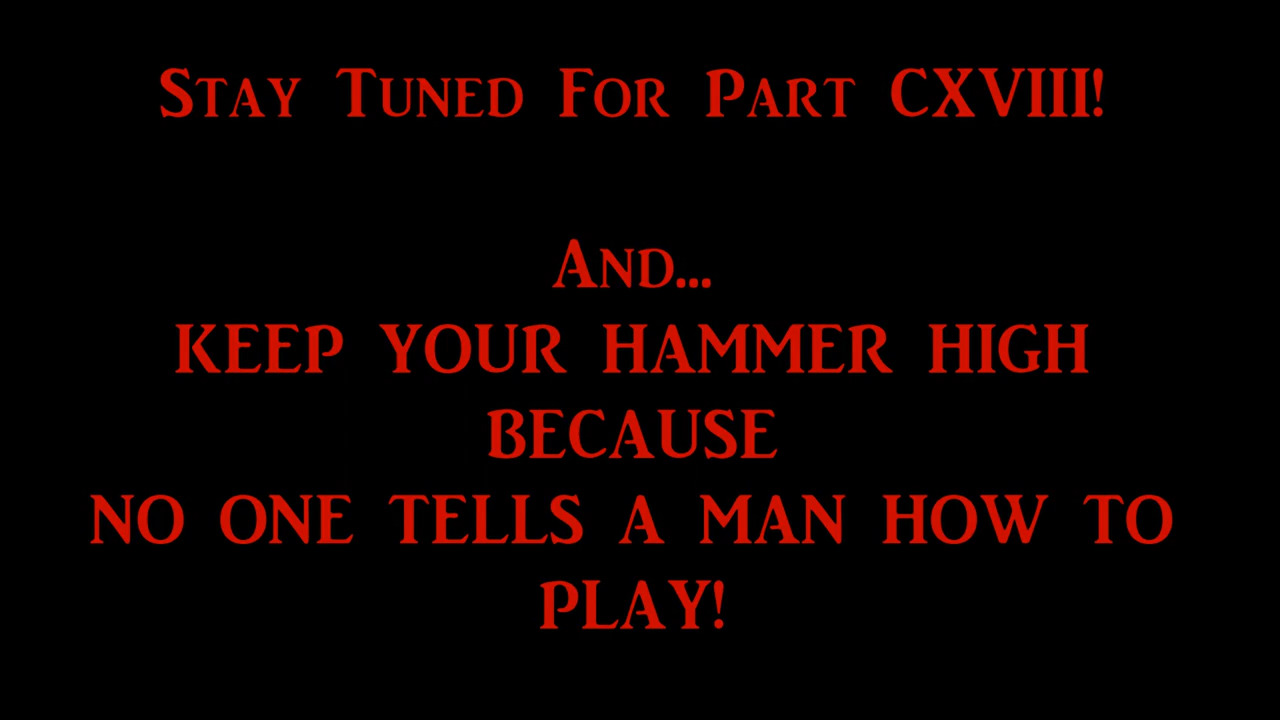 Stay Tuned For Part CXVIII!
And...
KEEP YOUR HAMMER HIGH
BECAUSE
NO ONE TELLS A MAN HOW TO
PLAY!